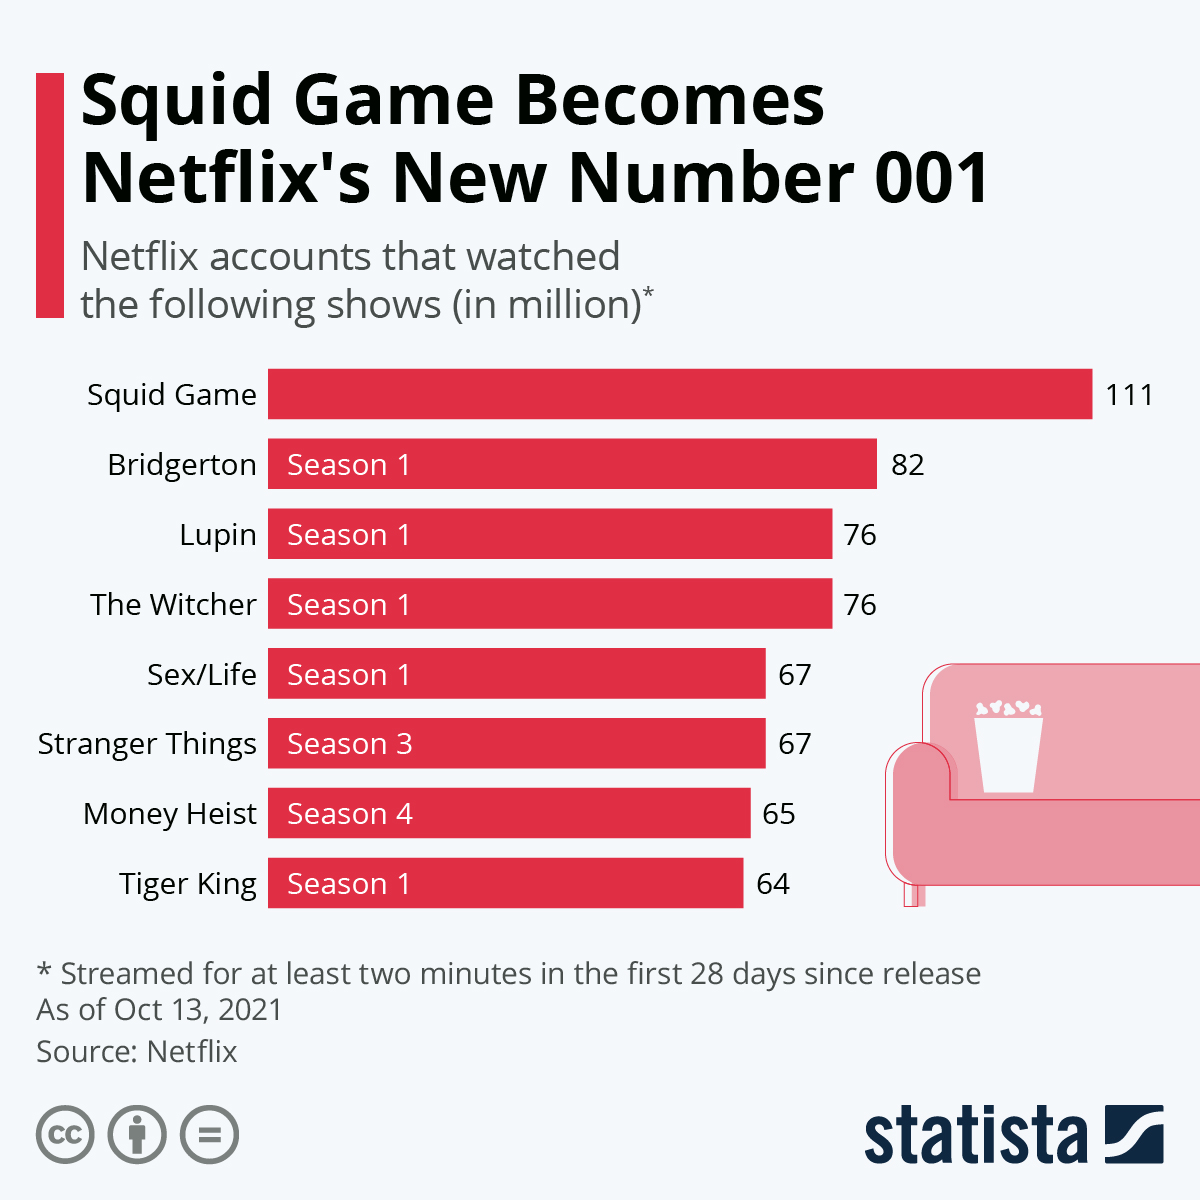 Squid Game Becomes
Netflix's New Number 001
Netflix accounts that watched
the following shows (in million)*
Squid Game 111
Bridgerton Season 1 82
Lupin Season 1 76
The Witcher Season 1 76
Sex/Life Season 1 67
Stranger Things Season 3 67
Money Heist Season 4 65
Tiger King Season 1 64
* Streamed for at least two minutes in the first 28 days since release
As of Oct 13, 2021
Source: Netflix
cc
statista